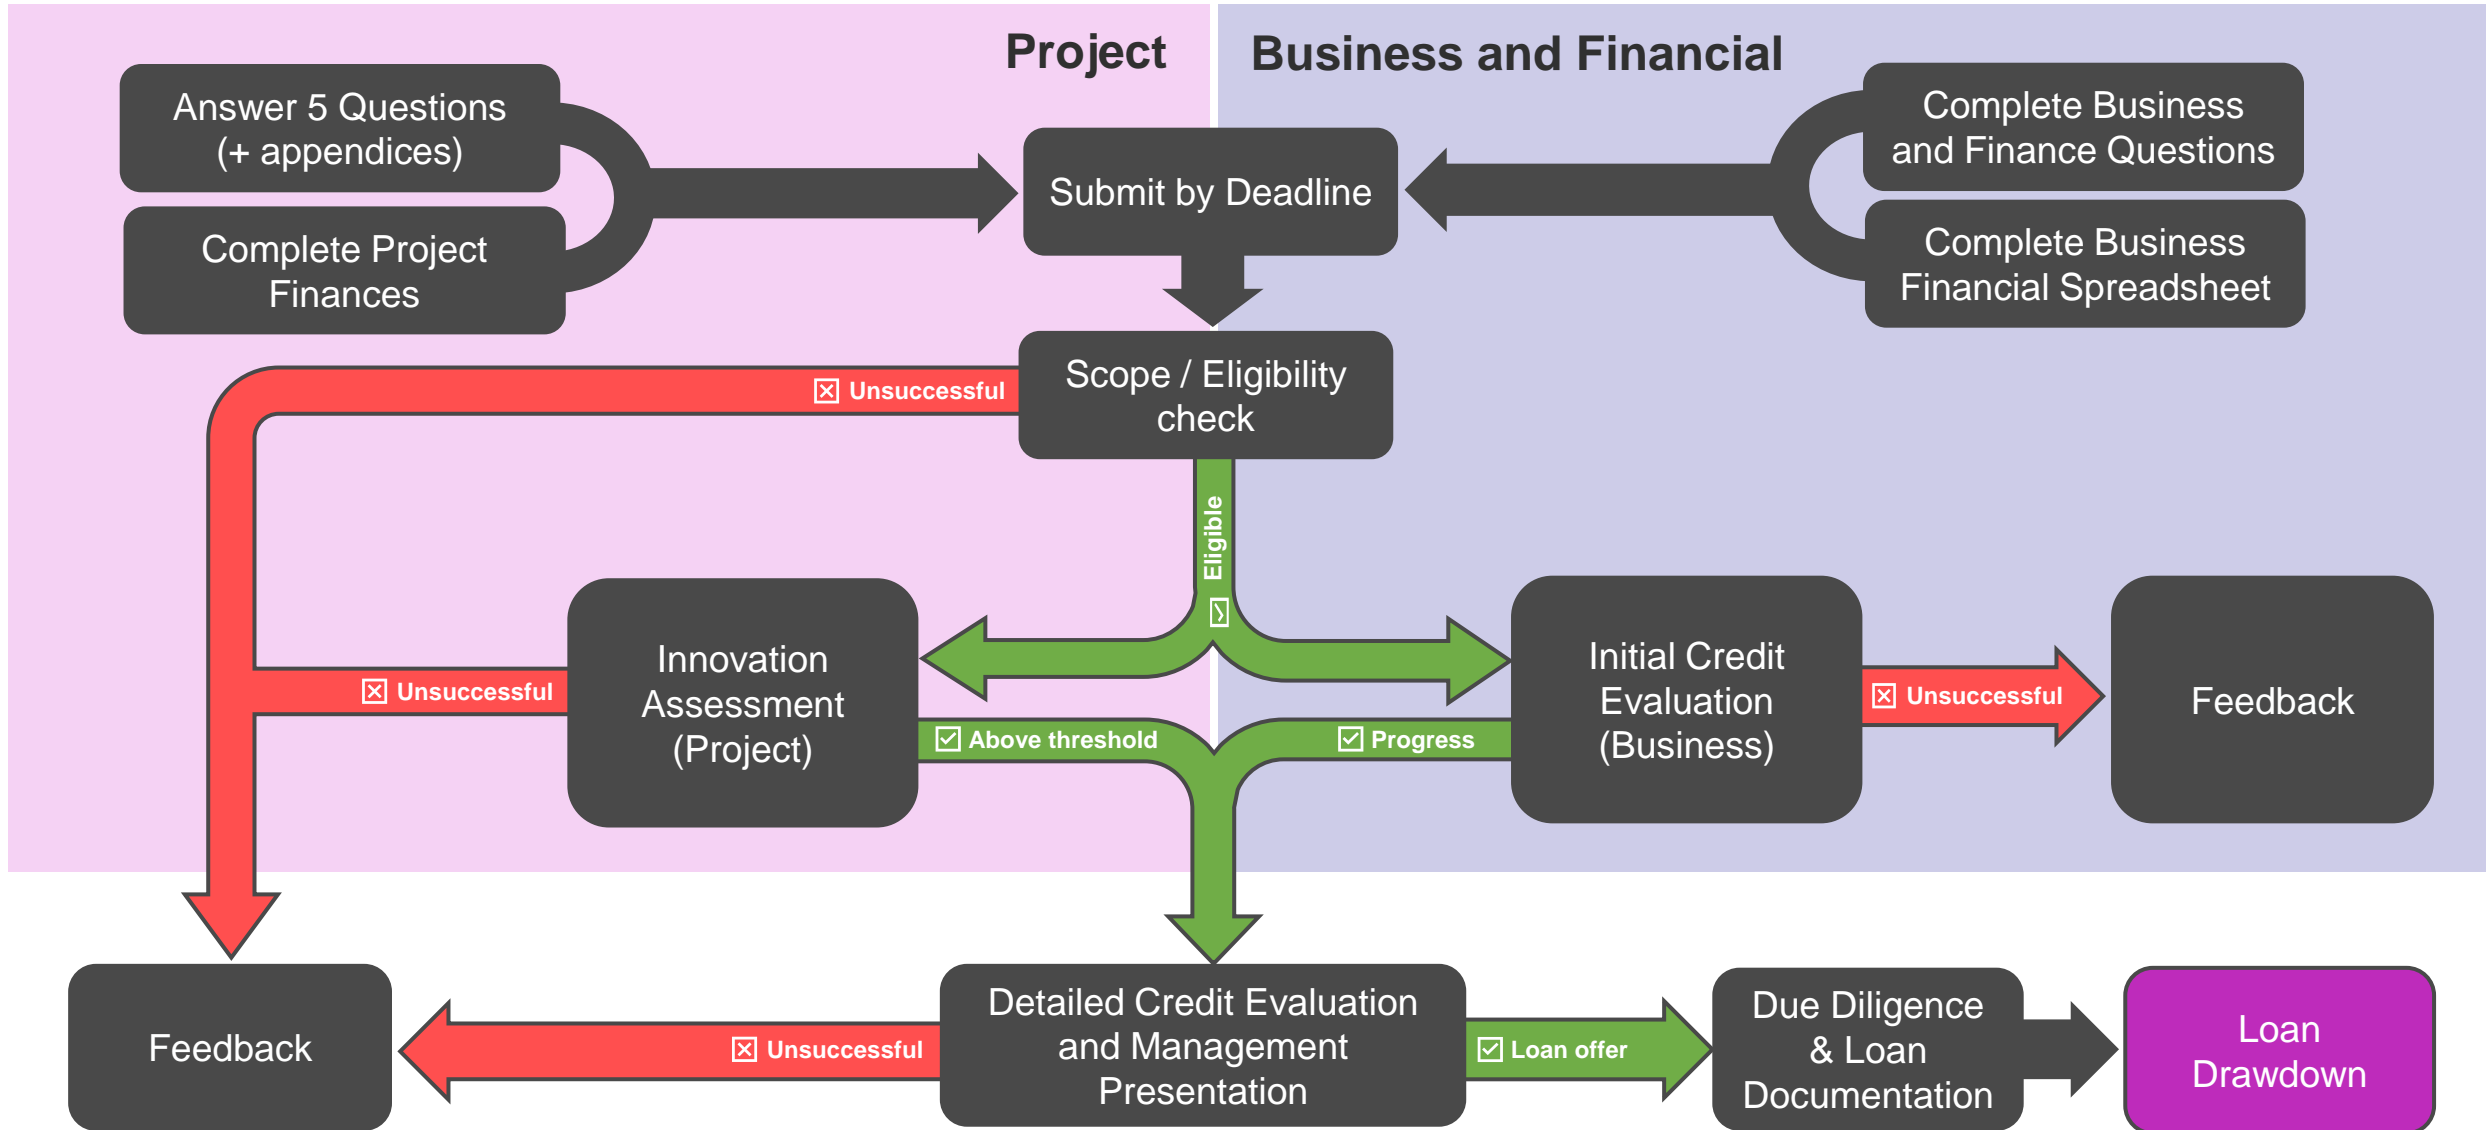 Project
Business and Financial
Answer 5 Questions
(+ appendices)
Complete Project
Finances
Submit by Deadline
Complete Business
and Finance Questions
Complete Business
Financial Spreadsheet
Scope / Eligibility
check
Unsuccessful
Eligible
Innovation
Assessment
(Project)
Unsuccessful
Above threshold
Progress
Initial Credit
Evaluation
(Business)
Unsuccessful
Feedback
Feedback
Unsuccessful
Detailed Credit Evaluation
and Management
Presentation
Loan offer
Due Diligence
& Loan
Documentation
Loan
Drawdown